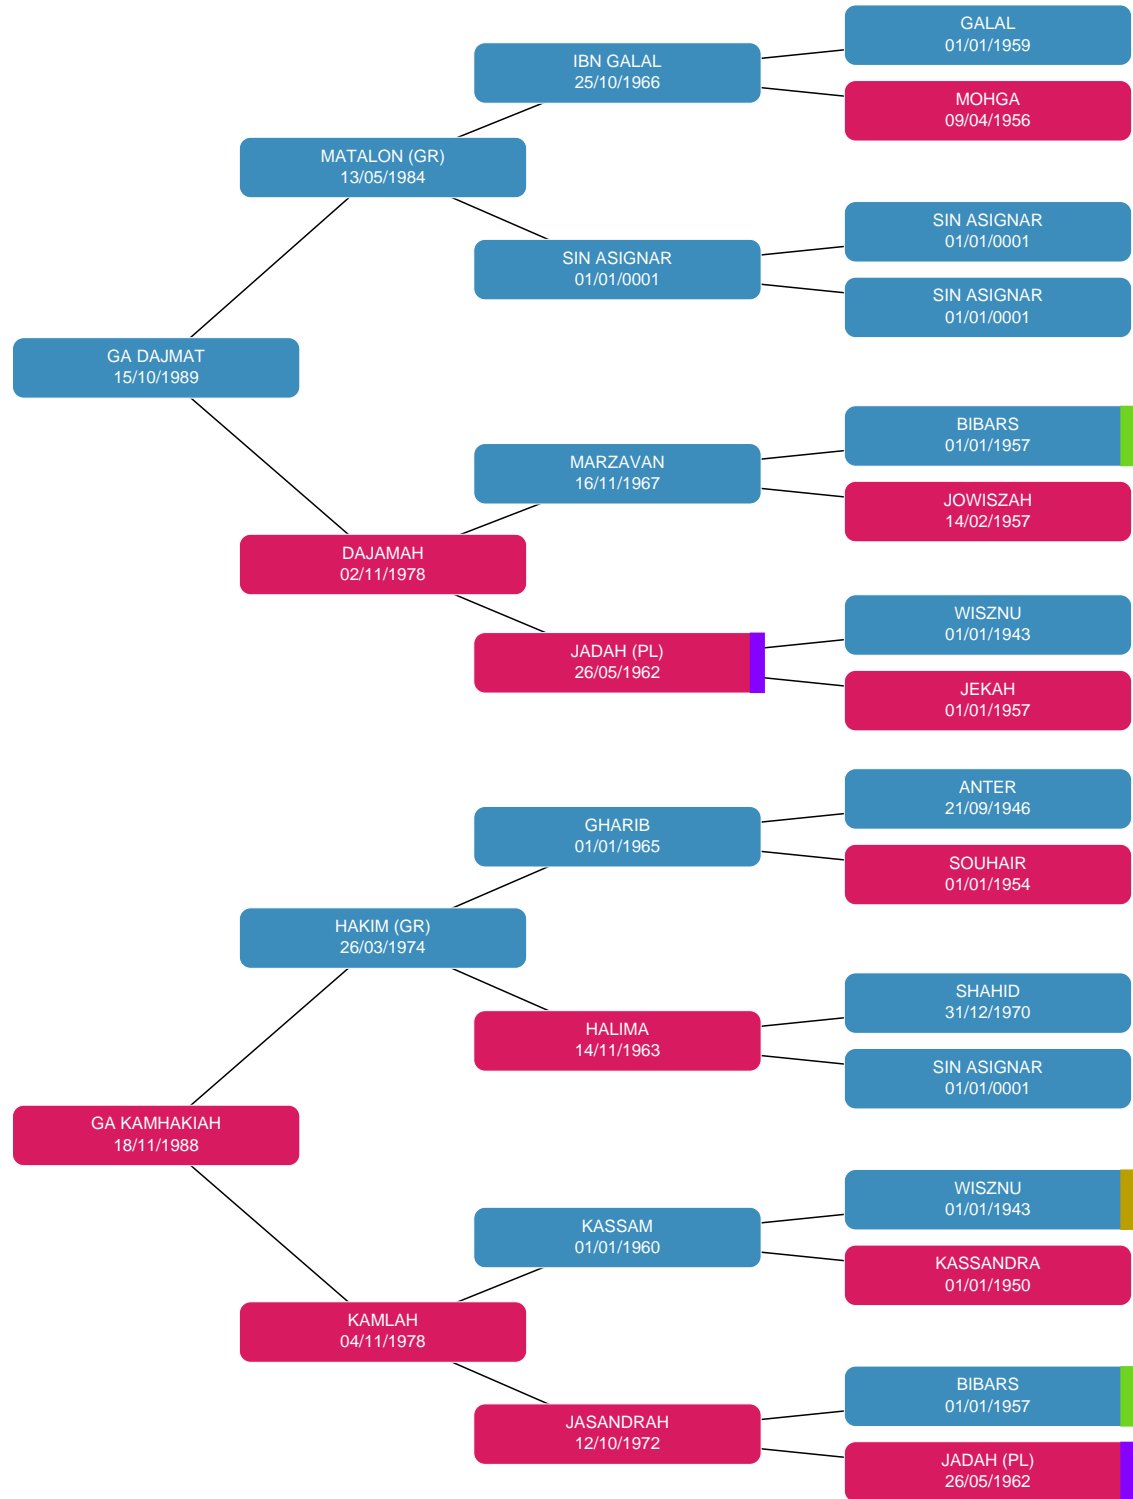 GALAL
01/01/1959
IBN GALAL
25/10/1966
MOHGA
09/04/1956
MATALON (GR)
13/05/1984
SIN ASIGNAR
01/01/0001
SIN ASIGNAR
01/01/0001
SIN ASIGNAR
01/01/0001
GA DAJMAT
15/10/1989
BIBARS
01/01/1957
MARZAVAN
16/11/1967
JOWISZAH
14/02/1957
DAJAMAH
02/11/1978
WISZNU
01/01/1943
JADAH (PL)
26/05/1962
JEKAH
01/01/1957
ANTER
21/09/1946
GHARIB
01/01/1965
SOUHAIR
01/01/1954
HAKIM (GR)
26/03/1974
SHAHID
31/12/1970
HALIMA
14/11/1963
SIN ASIGNAR
01/01/0001
GA KAMHAKIAH
18/11/1988
WISZNU
01/01/1943
KASSAM
01/01/1960
KASSANDRA
01/01/1950
KAMLAH
04/11/1978
BIBARS
01/01/1957
JASANDRAH
12/10/1972
JADAH (PL)
26/05/1962